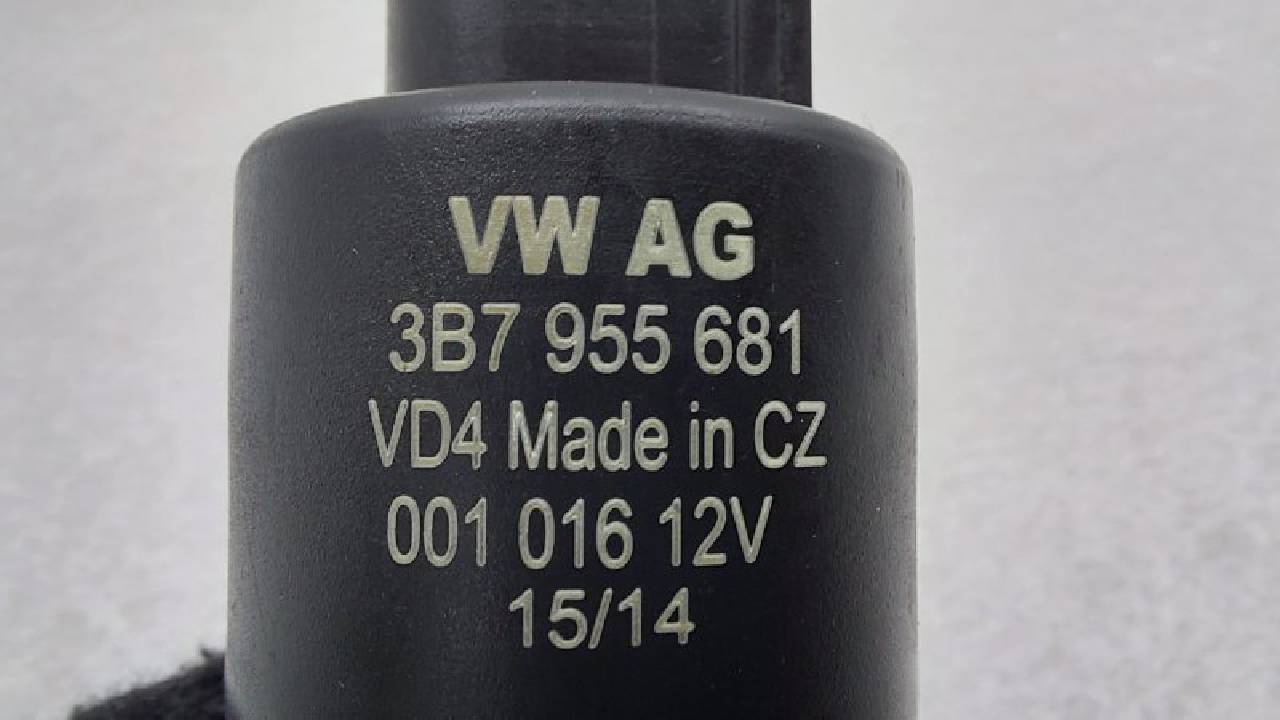 VW AG
3B7 955 681
VD4 Made in CZ
001 016 12V
15/14